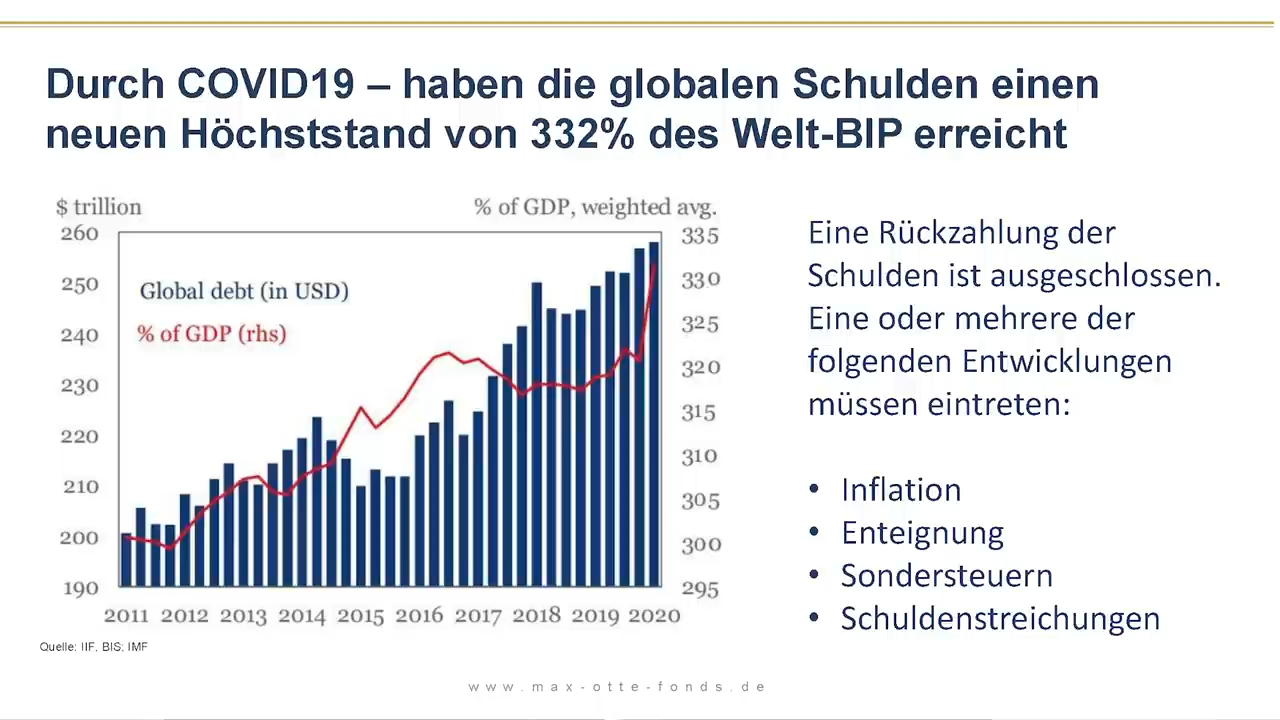 Durch COVID19 – haben die globalen Schulden einen
neuen Höchststand von 332% des Welt-BIP erreicht
$ trillion
% of GDP, weighted avg.
260
250
240
230
220
210
200
190
Global debt (in USD)
% of GDP (rhs)
335
330
325
320
315
310
305
300
295
2011 2012 2013 2014 2015 2016 2017 2018 2019 2020
Quelle: IIF, BIS; IMF
Eine Rückzahlung der
Schulden ist ausgeschlossen.
Eine oder mehrere der
folgenden Entwicklungen
müssen eintreten:
• Inflation
• Enteignung
• Sondersteuern
• Schuldenstreichungen
www.max-otte-fonds.de